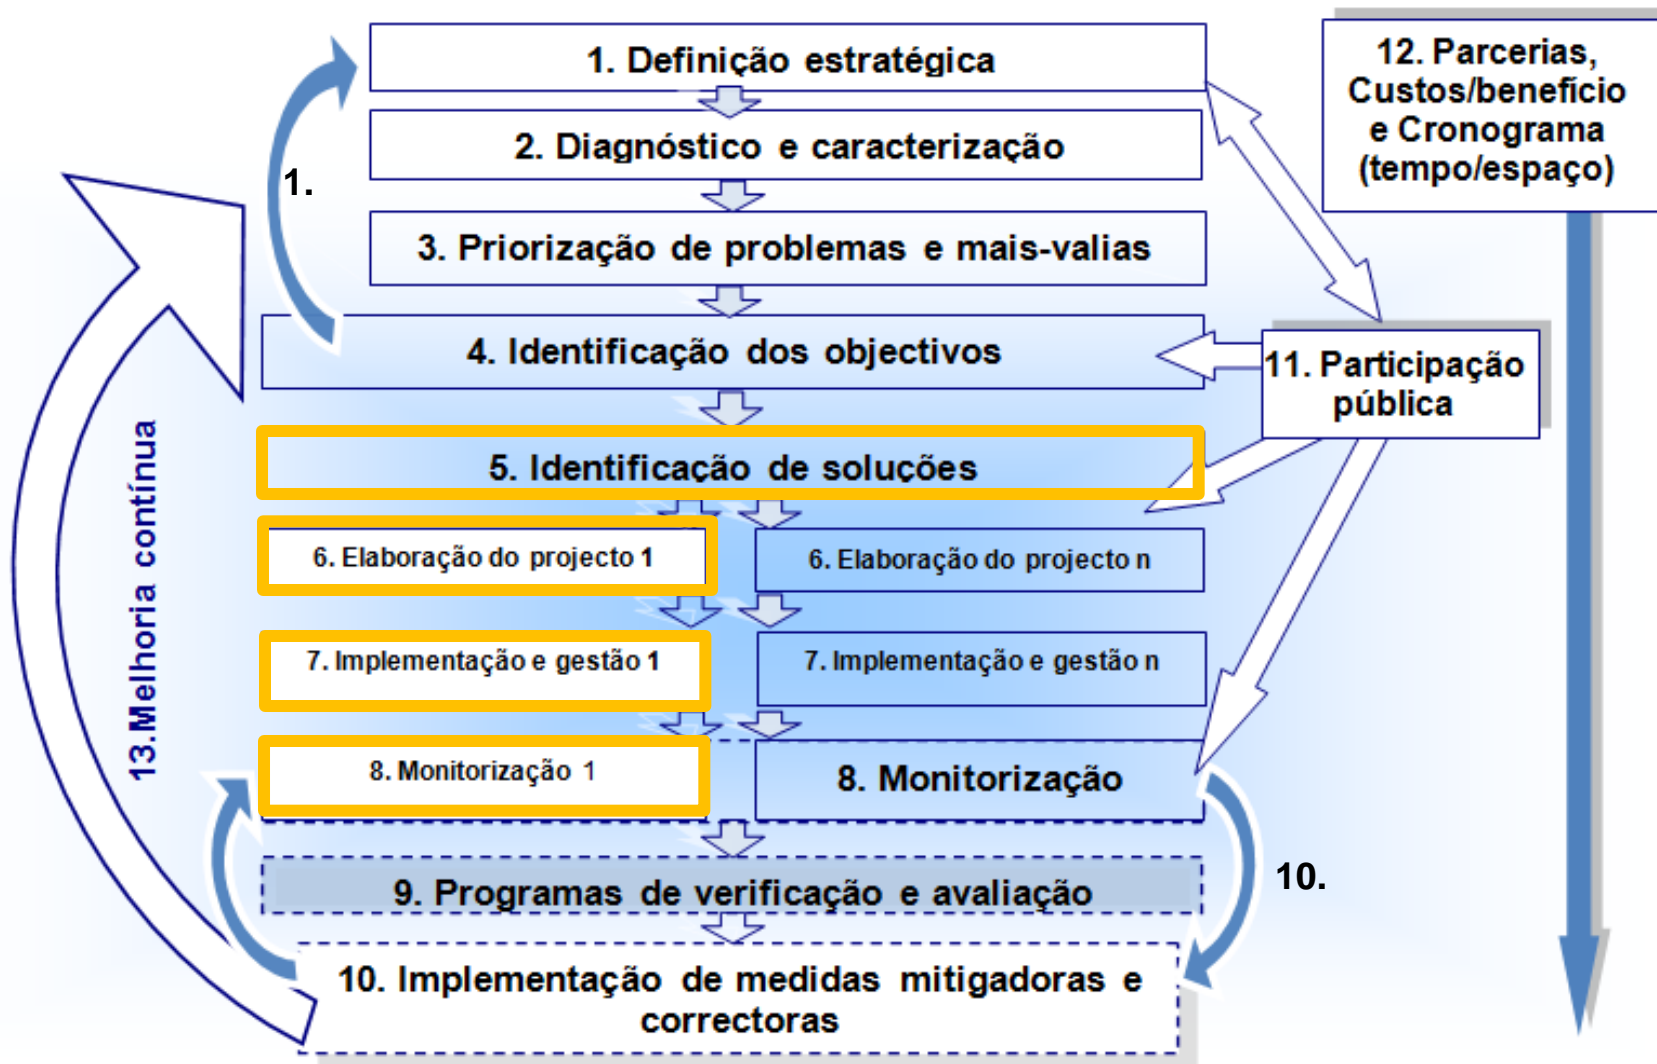 1. Definição estratégica
12. Parcerias,
Custos/benefício
e Cronograma
(tempo/espaço)
2. Diagnóstico e caracterização
1.
3. Priorização de problemas e mais-valias
4. Identificação dos objectivos
11. Participação
pública
5. Identificação de soluções
6. Elaboração do projecto 1
6. Elaboração do projecto n
13.Melhoria contínua
7. Implementação e gestão 1
7. Implementação e gestão n
8. Monitorização 1
8. Monitorização
9. Programas de verificação e avaliação
10.
10. Implementação de medidas mitigadoras e
correctoras